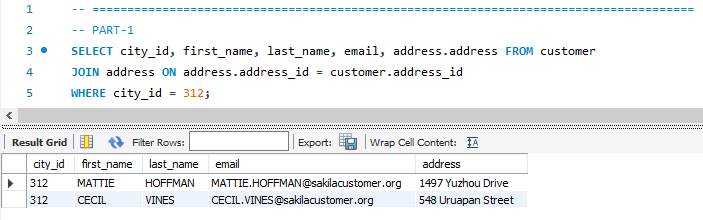 1 -- ======================================================================================
2 -- PART-1
3 SELECT city_id, first_name, last_name, email, address.address FROM customer
4 JOIN address ON address.address_id = customer.address_id
5 WHERE city_id = 312;
Result Grid Filter Rows: Export: Wrap Cell Content:
city_id first_name last_name email address
312 MATTIE HOFFMAN MATTIE.HOFFMAN@sakilacustomer.org 1497 Yuzhou Drive
312 CECIL VINES CECIL.VINES@sakilacustomer.org 548 Uruapan Street